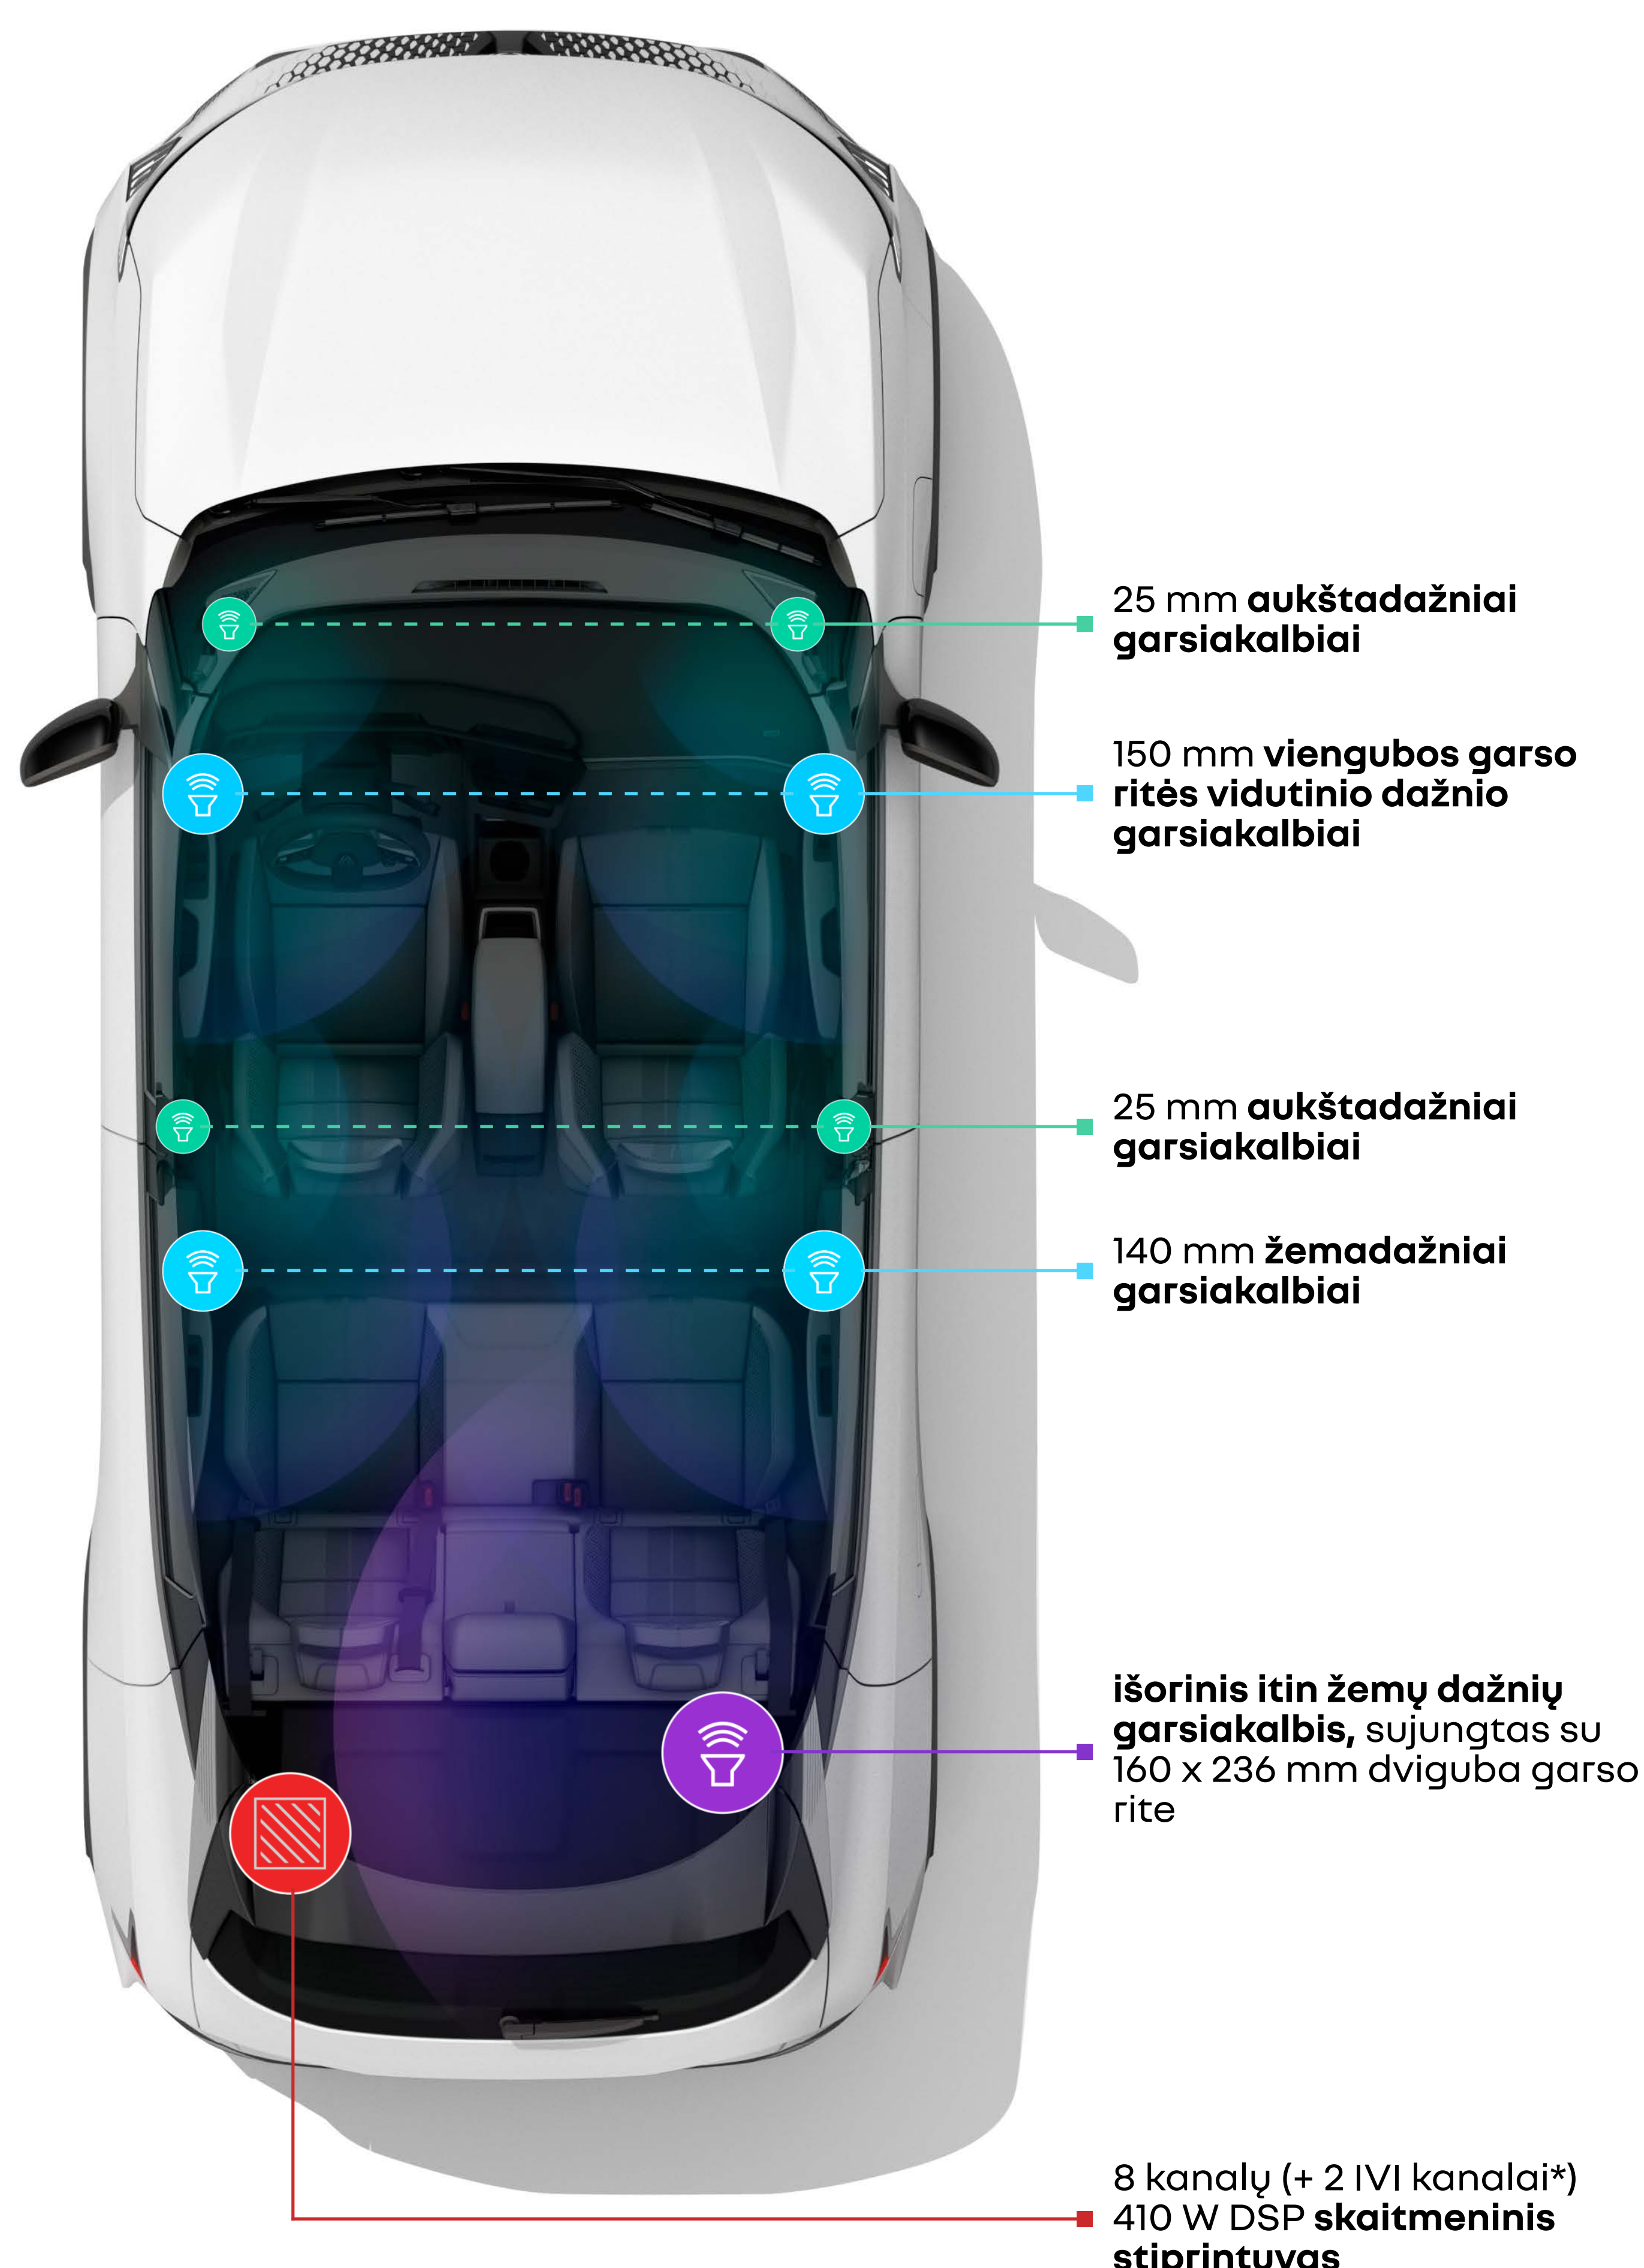 25 mm aukštadažniai
garsiakalbiai
150 mm viengubos garso
ritės vidutinio dažnio
garsiakalbiai
25 mm aukštadažniai
garsiakalbiai
140 mm žemadažniai
garsiakalbiai
išorinis itin žemų dažnių
garsiakalbis, sujungtas su
160 x 236 mm dviguba garso
rite
8 kanalų (+ 2 IVI kanalai*)
410 W DSP skaitmeninis
stiprintuvas